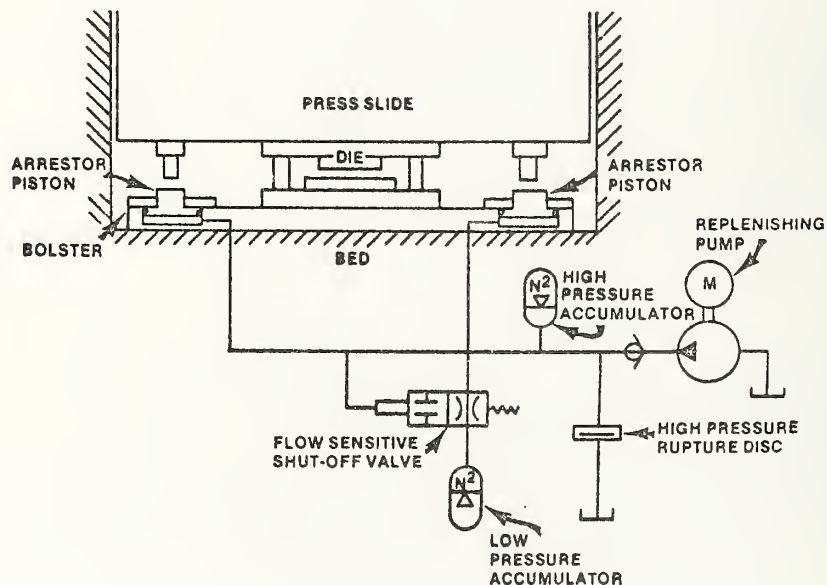 PRESS SLIDE
DIE
ARRESTOR
PISTON
ARRESTOR
PISTON
BOLSTER
BED
REPLENISHING
PUMP
M
N2
HIGH
PRESSURE
ACCUMULATOR
FLOW SENSITIVE
SHUT-OFF VALVE
HIGH PRESSURE
RUPTURE DISC
N2
LOW
PRESSURE
ACCUMULATOR